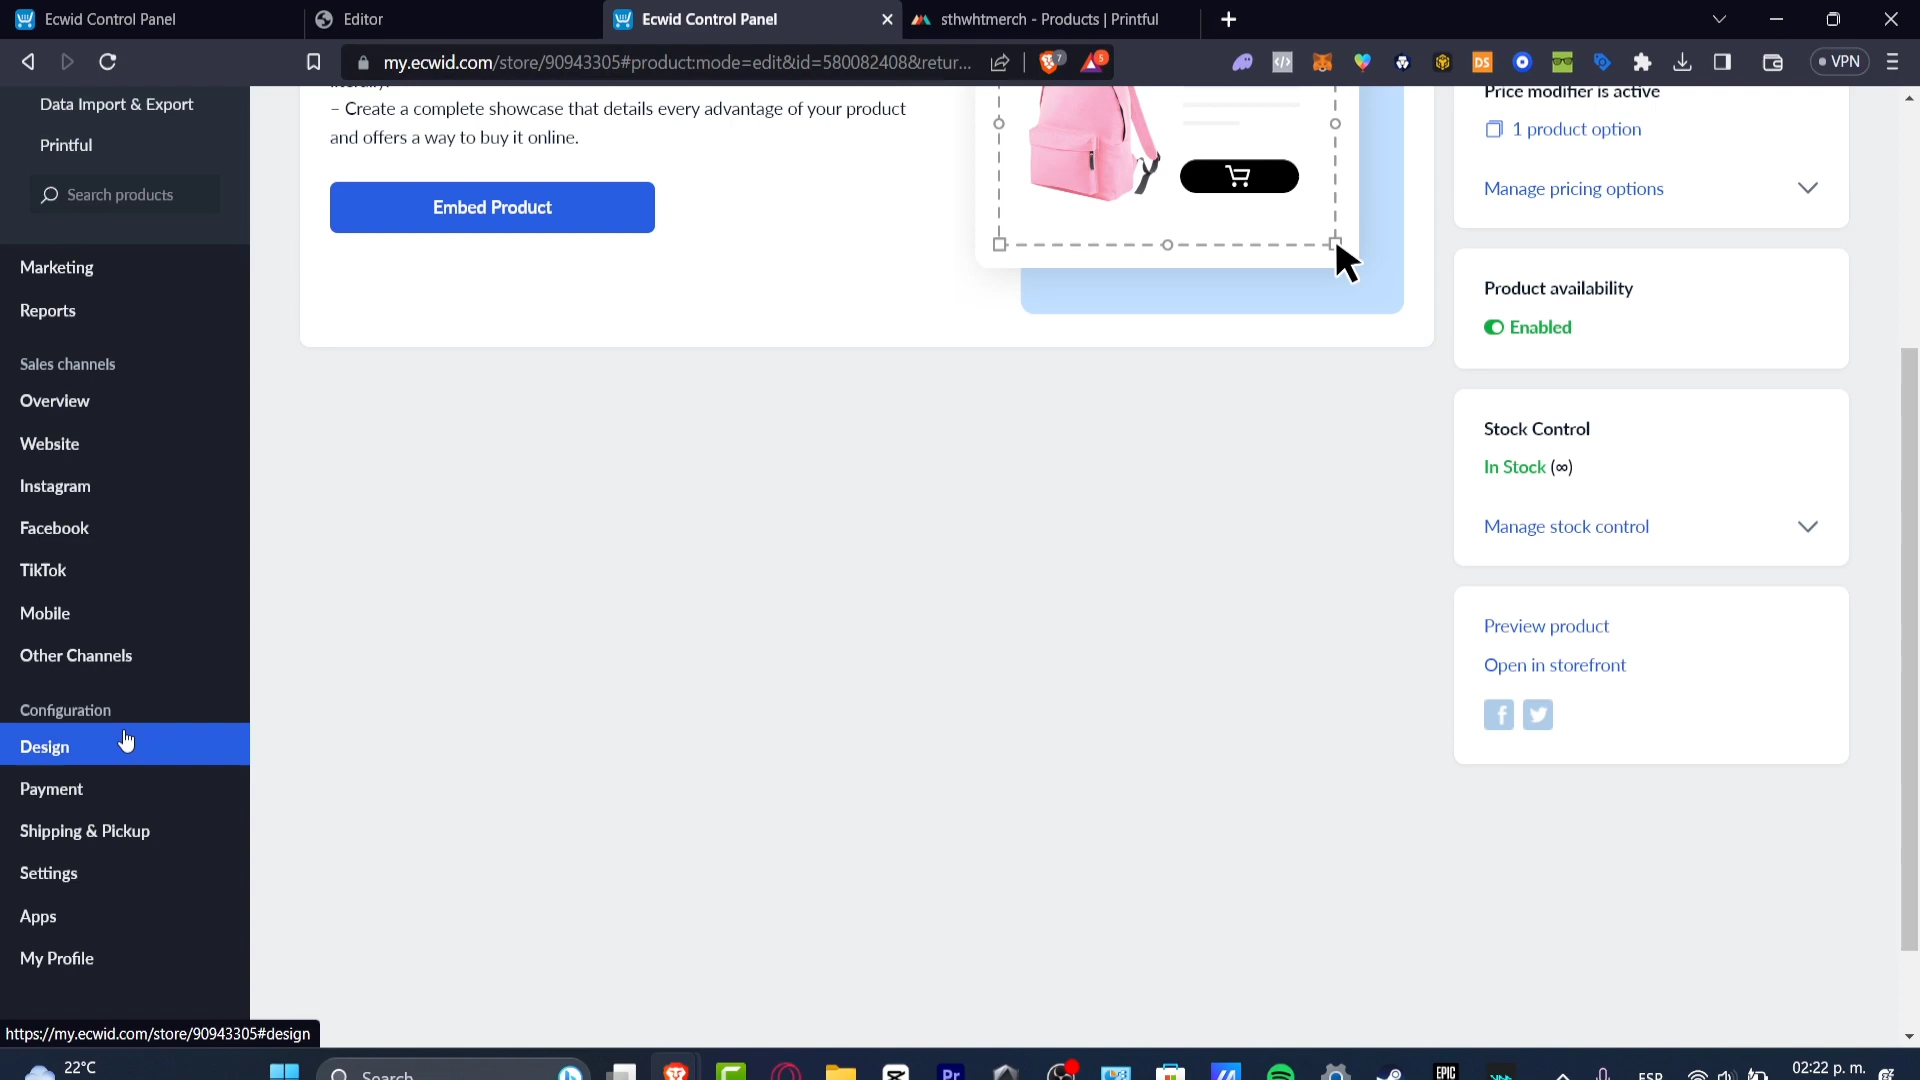 Ecwid Control Panel
Editor
Ecwid Control Panel
sthwhtmerch - Products | Printful
my.ecwid.com/store/90943305#product:mode=edit&id=580082408&retur...
7
5
DS
VPN
Data Import & Export
Printful
Search products
Marketing
Reports
Sales channels
Overview
Website
Instagram
Facebook
TikTok
Mobile
Other Channels
Configuration
Design
Payment
Shipping & Pickup
Settings
Apps
My Profile
– Create a complete showcase that details every advantage of your product
and offers a way to buy it online.
Embed Product
Price modifier is active
1 product option
Manage pricing options
Product availability
Enabled
Stock Control
In Stock (∞)
Manage stock control
Preview product
Open in storefront
https://my.ecwid.com/store/90943305#design
22°C
Search
Pr
EPIC
ESP
02:22 p. m.